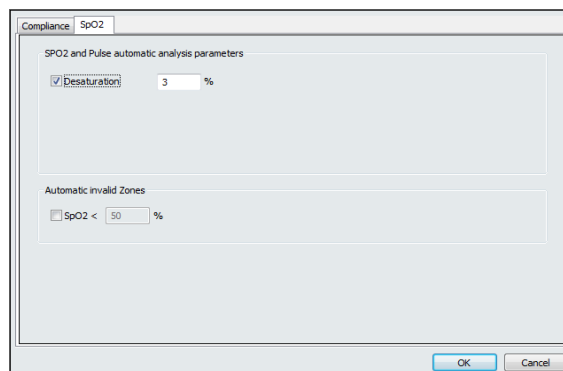 Compliance SpO2
SPO2 and Pulse automatic analysis parameters
Desaturation 3 %
Automatic invalid Zones
SpO2 < 50 %
OK Cancel